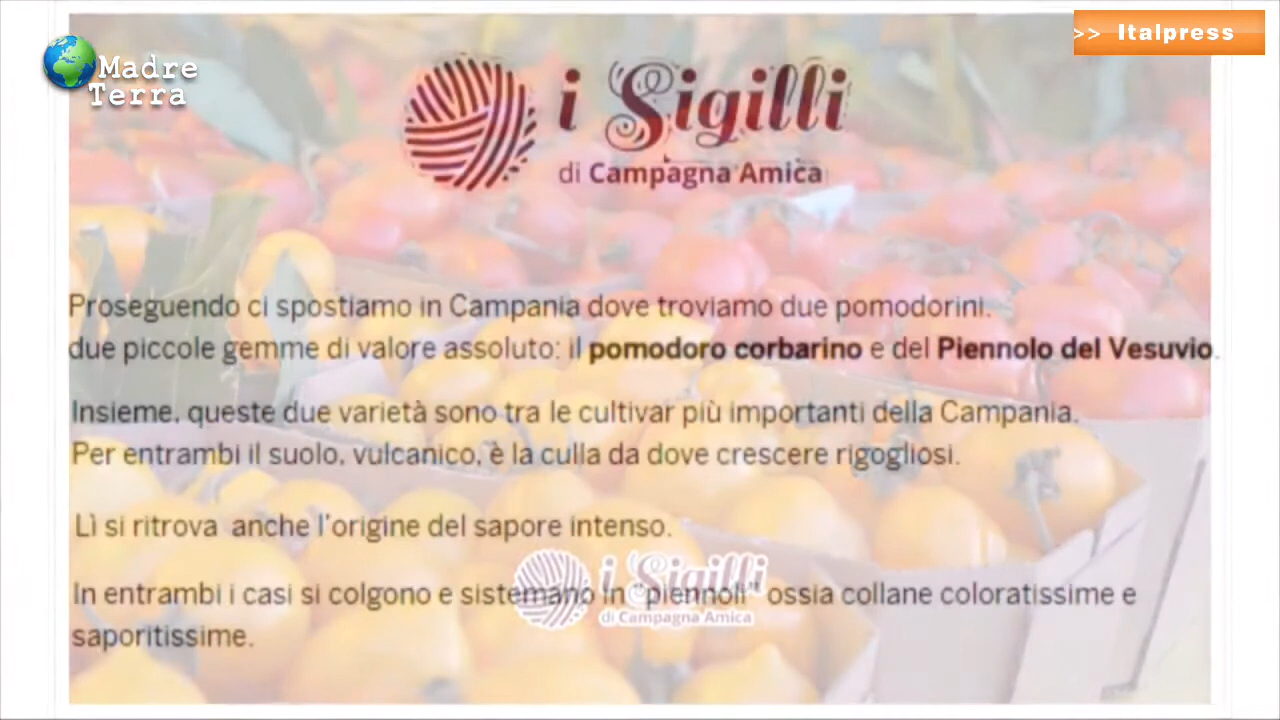 Madre
Terra
>> Italpress
i Sigilli
di Campagna Amica
Proseguendo ci spostiamo in Campania dove troviamo due pomodorini.
due piccole gemme di valore assoluto: il pomodoro corbarino e del Piennolo del Vesuvio.
Insieme, queste due varietà sono tra le cultivar più importanti della Campania.
Per entrambi il suolo, vulcanico, è la culla da dove crescere rigogliosi.
Lì si ritrova anche l'origine del sapore intenso.
In entrambi i casi si colgono e sistemano in "piennoli" ossia collane coloratissime e
saporitissime.
i Sigilli
di Campagna Amica